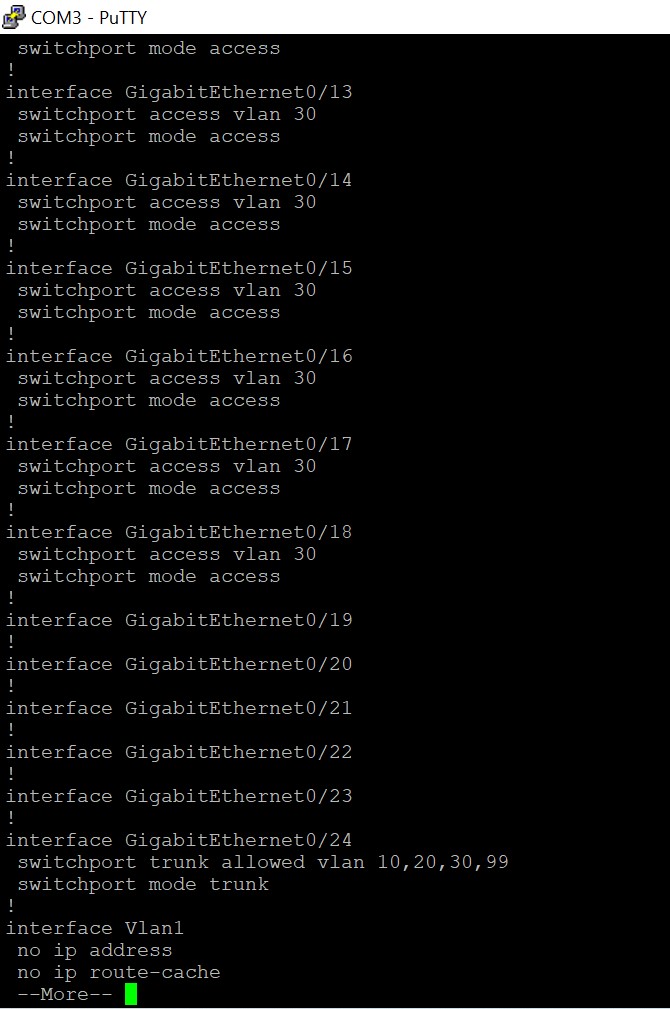 COM3 - PuTTY
switchport mode access
!
interface GigabitEthernet0/13
switchport access vlan 30
switchport mode access
!
interface GigabitEthernet0/14
switchport access vlan 30
switchport mode access
!
interface GigabitEthernet0/15
switchport access vlan 30
switchport mode access
!
interface GigabitEthernet0/16
switchport access vlan 30
switchport mode access
!
interface GigabitEthernet0/17
switchport access vlan 30
switchport mode access
!
interface GigabitEthernet0/18
switchport access vlan 30
switchport mode access
!
interface GigabitEthernet0/19
!
interface GigabitEthernet0/20
!
interface GigabitEthernet0/21
!
interface GigabitEthernet0/22
!
interface GigabitEthernet0/23
!
interface GigabitEthernet0/24
switchport trunk allowed vlan 10,20,30,99
switchport mode trunk
!
interface Vlan1
no ip address
no ip route-cache
--More--